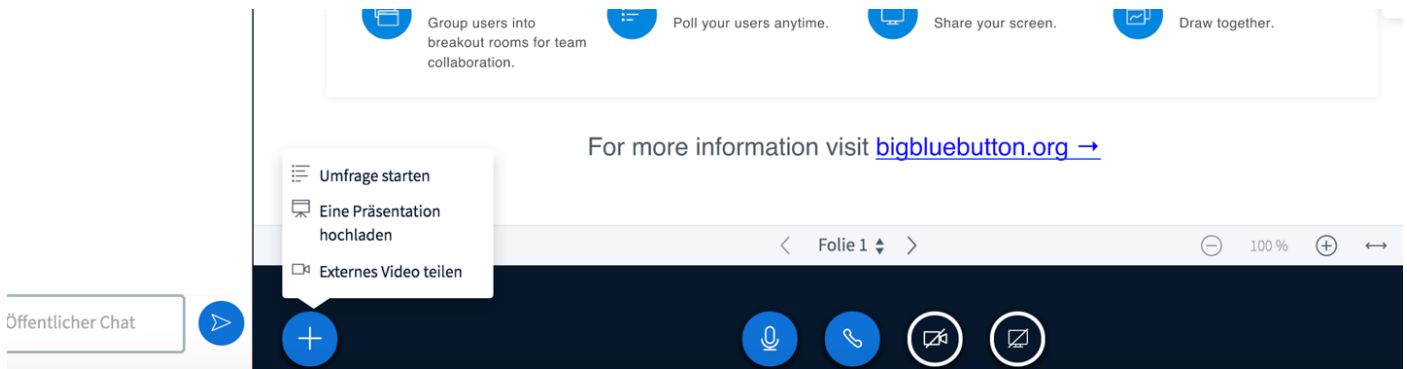 Group users into
breakout rooms for team
collaboration.
Poll your users anytime.
Share your screen.
Draw together.
For more information visit bigbluebutton.org →
Umfrage starten
Eine Präsentation
hochladen
Externes Video teilen
Folie 1
100 %
Öffentlicher Chat